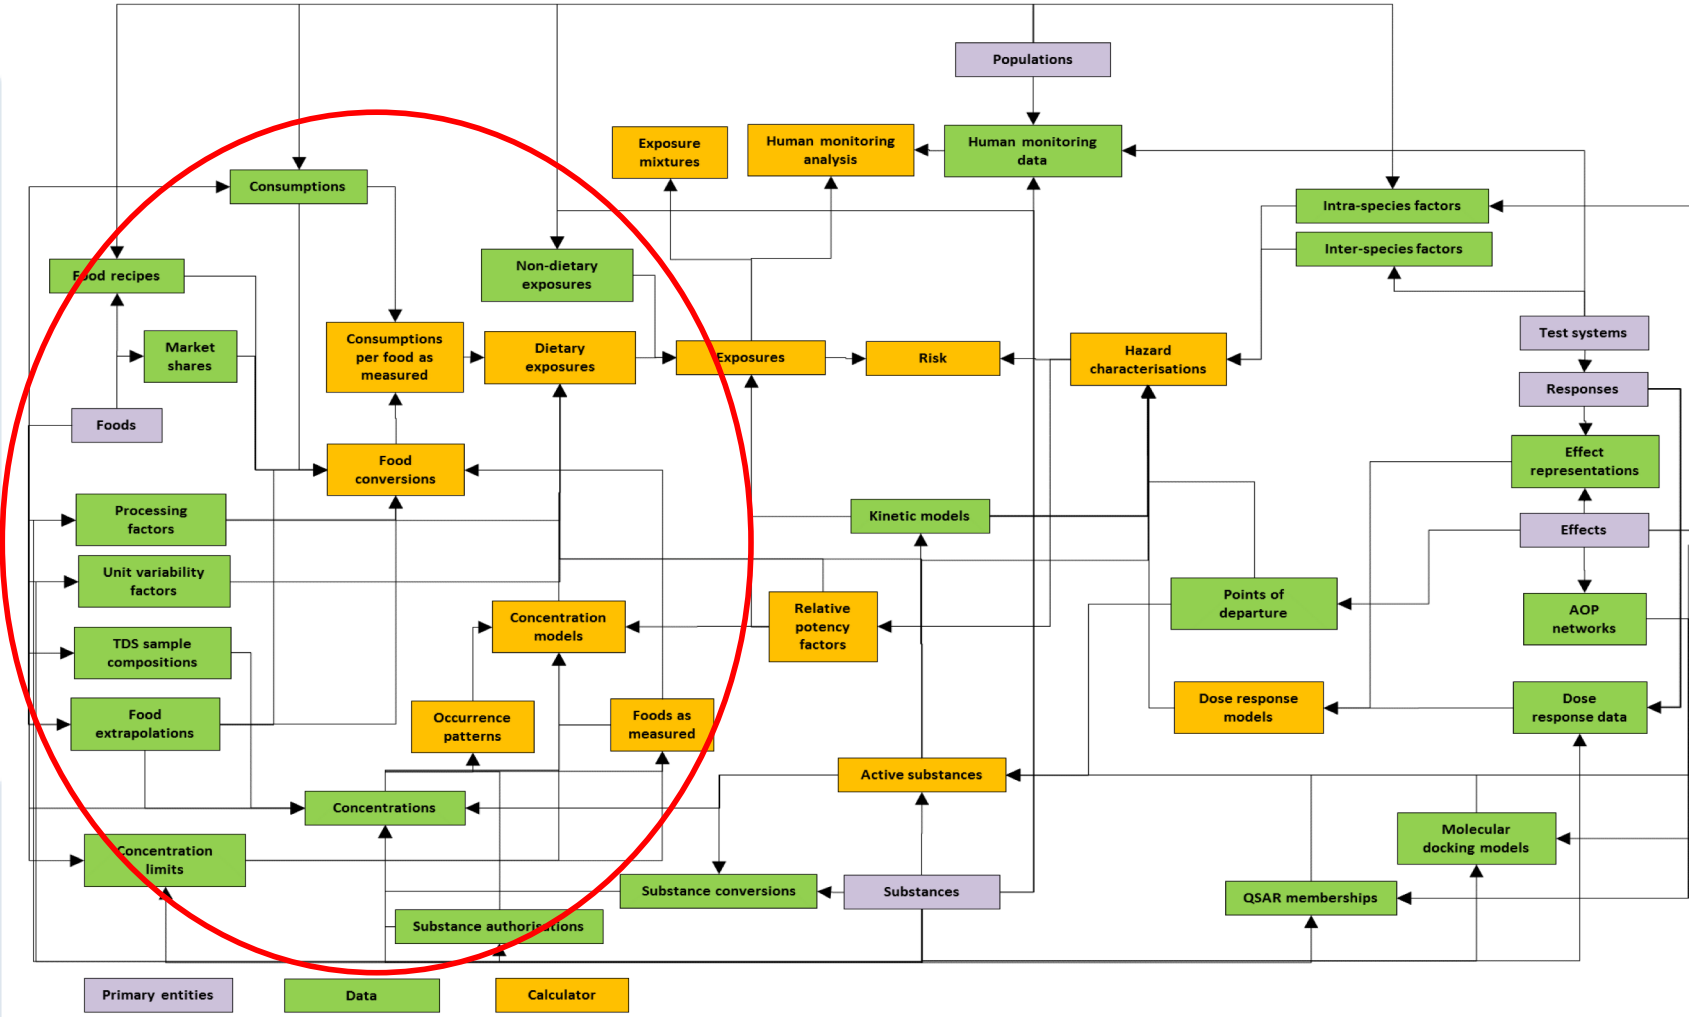 Populations
Exposure
mixtures
Human monitoring
analysis
Human monitoring
data
Consumptions
Intra-species factors
Inter-species factors
Food recipes
Non-dietary
exposures
Test systems
Market
shares
Consumptions
per food as
measured
Dietary
exposures
Exposures
Risk
Hazard
characterisations
Responses
Foods
Food
conversions
Effect
representations
Processing
factors
Kinetic models
Effects
Unit variability
factors
Concentration
models
Relative
potency
factors
Points of
departure
AOP
networks
TDS sample
compositions
Food
extrapolations
Occurrence
patterns
Foods as
measured
Dose response
models
Dose
response data
Active substances
Concentrations
Molecular
docking models
Concentration
limits
Substance conversions
Substances
QSAR memberships
Substance authorisations
Primary entities
Data
Calculator